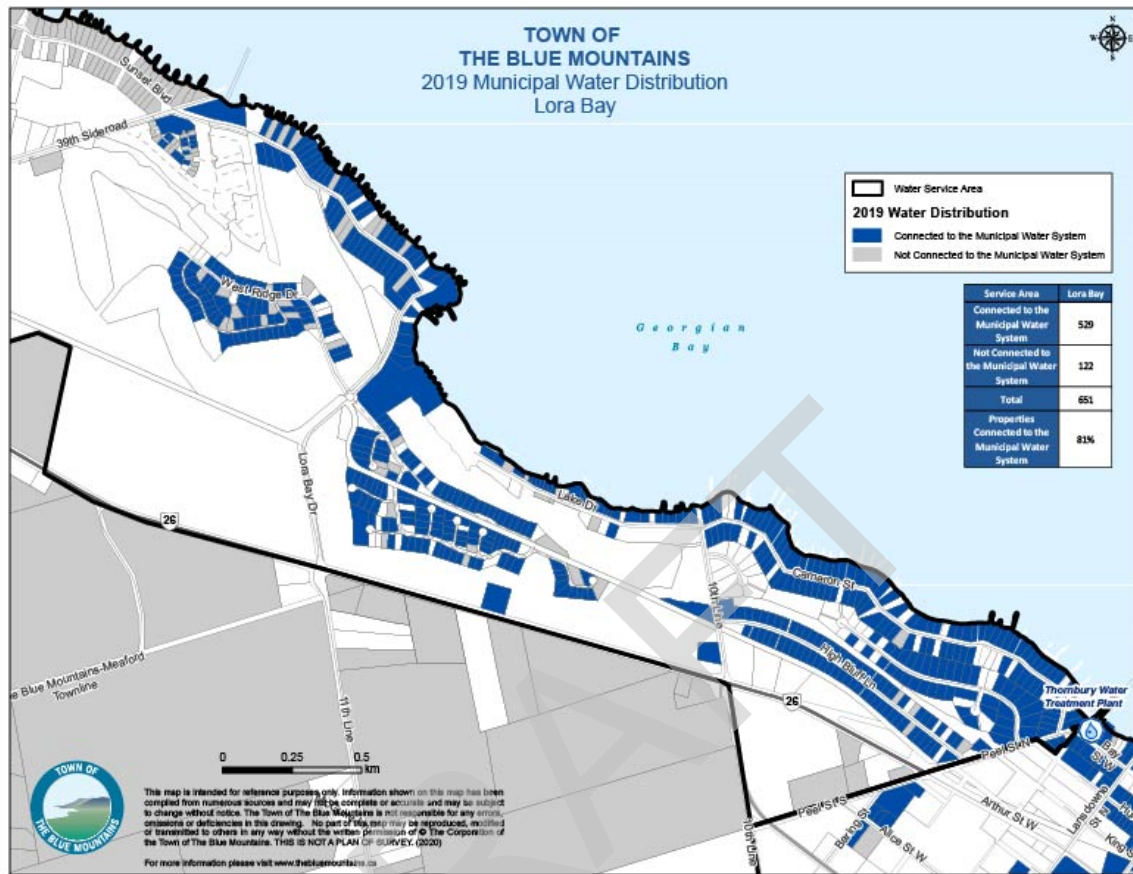 TOWN OF
THE BLUE MOUNTAINS
2019 Municipal Water Distribution
Lora Bay
N
W E
S
Sunset Blvd
39th Sideroad
Water Service Area
2019 Water Distribution
Connected to the Municipal Water System
Not Connected to the Municipal Water System
West Ridge Dr
Georgian
Bay
Service Area Lora Bay
Connected to the
Municipal Water
System
529
Not Connected to
the Municipal Water
System
122
Total 651
Properties
Connected to the
Municipal Water
System
81%
Lora Bay Dr
Lake Dr
26
Cameron St
10th Line
High Bluff Ln
e Blue Mountains-Meaford
Townline
11th Line
26
Thornbury Water
Treatment Plant
Bay
St W
Peel St N
Peel St S
10th Line
Bering St
Alice St W
Arthur St W
Lansdowne
St
King S
0 0.25 0.5
km
TOWN OF
THE BLUE MOUNTAINS
This map is intended for reference purposes only. Information shown on this map has been
compiled from numerous sources and may not be complete or accurate and may be subject
to change without notice. The Town of The Blue Mountains is not responsible for any errors,
omissions or deficiencies in this drawing. No part of this map may be reproduced, modified
or transmitted to others in any way without the written permission of © The Corporation of
the Town of The Blue Mountains. THIS IS NOT A PLAN OF SURVEY. (2020)
For more information please visit www.thebluemountains.ca
DRAFT